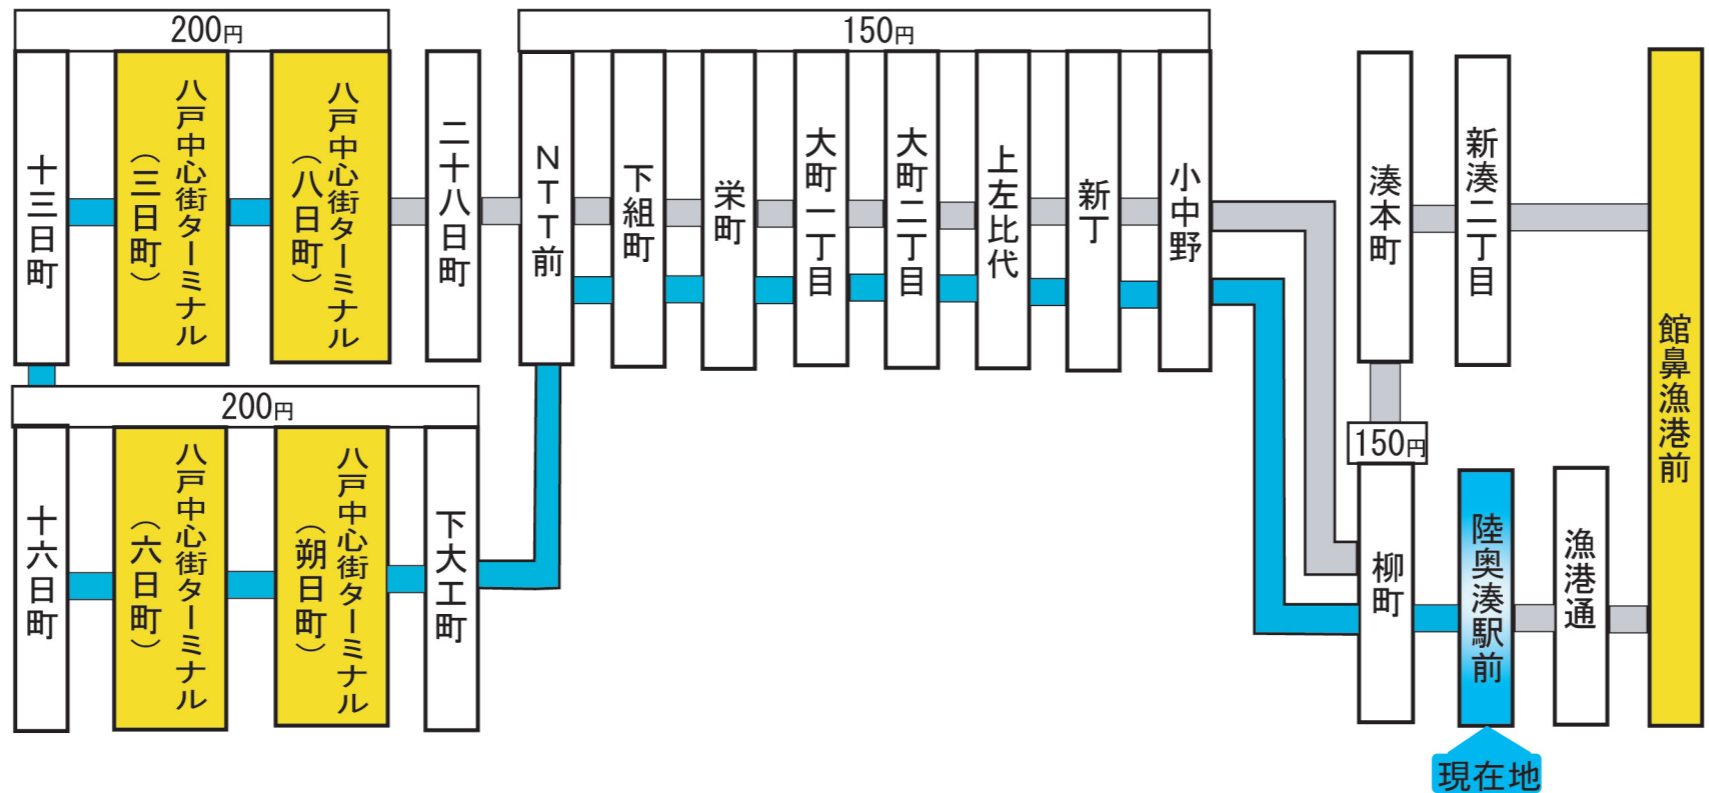 200円
十三日町
八戸中心街ターミナル
（三日町）
八戸中心街ターミナル
（八日町）
二十八日町
150円
NTT前
下組町
栄町
大町一丁目
大町二丁目
上左比代
新丁
小中野
湊本町
新湊二丁目
館鼻漁港前
200円
十六日町
八戸中心街ターミナル
（六日町）
八戸中心街ターミナル
（朔日町）
下大工町
150円
柳町
陸奥湊駅前
漁港通
現在地